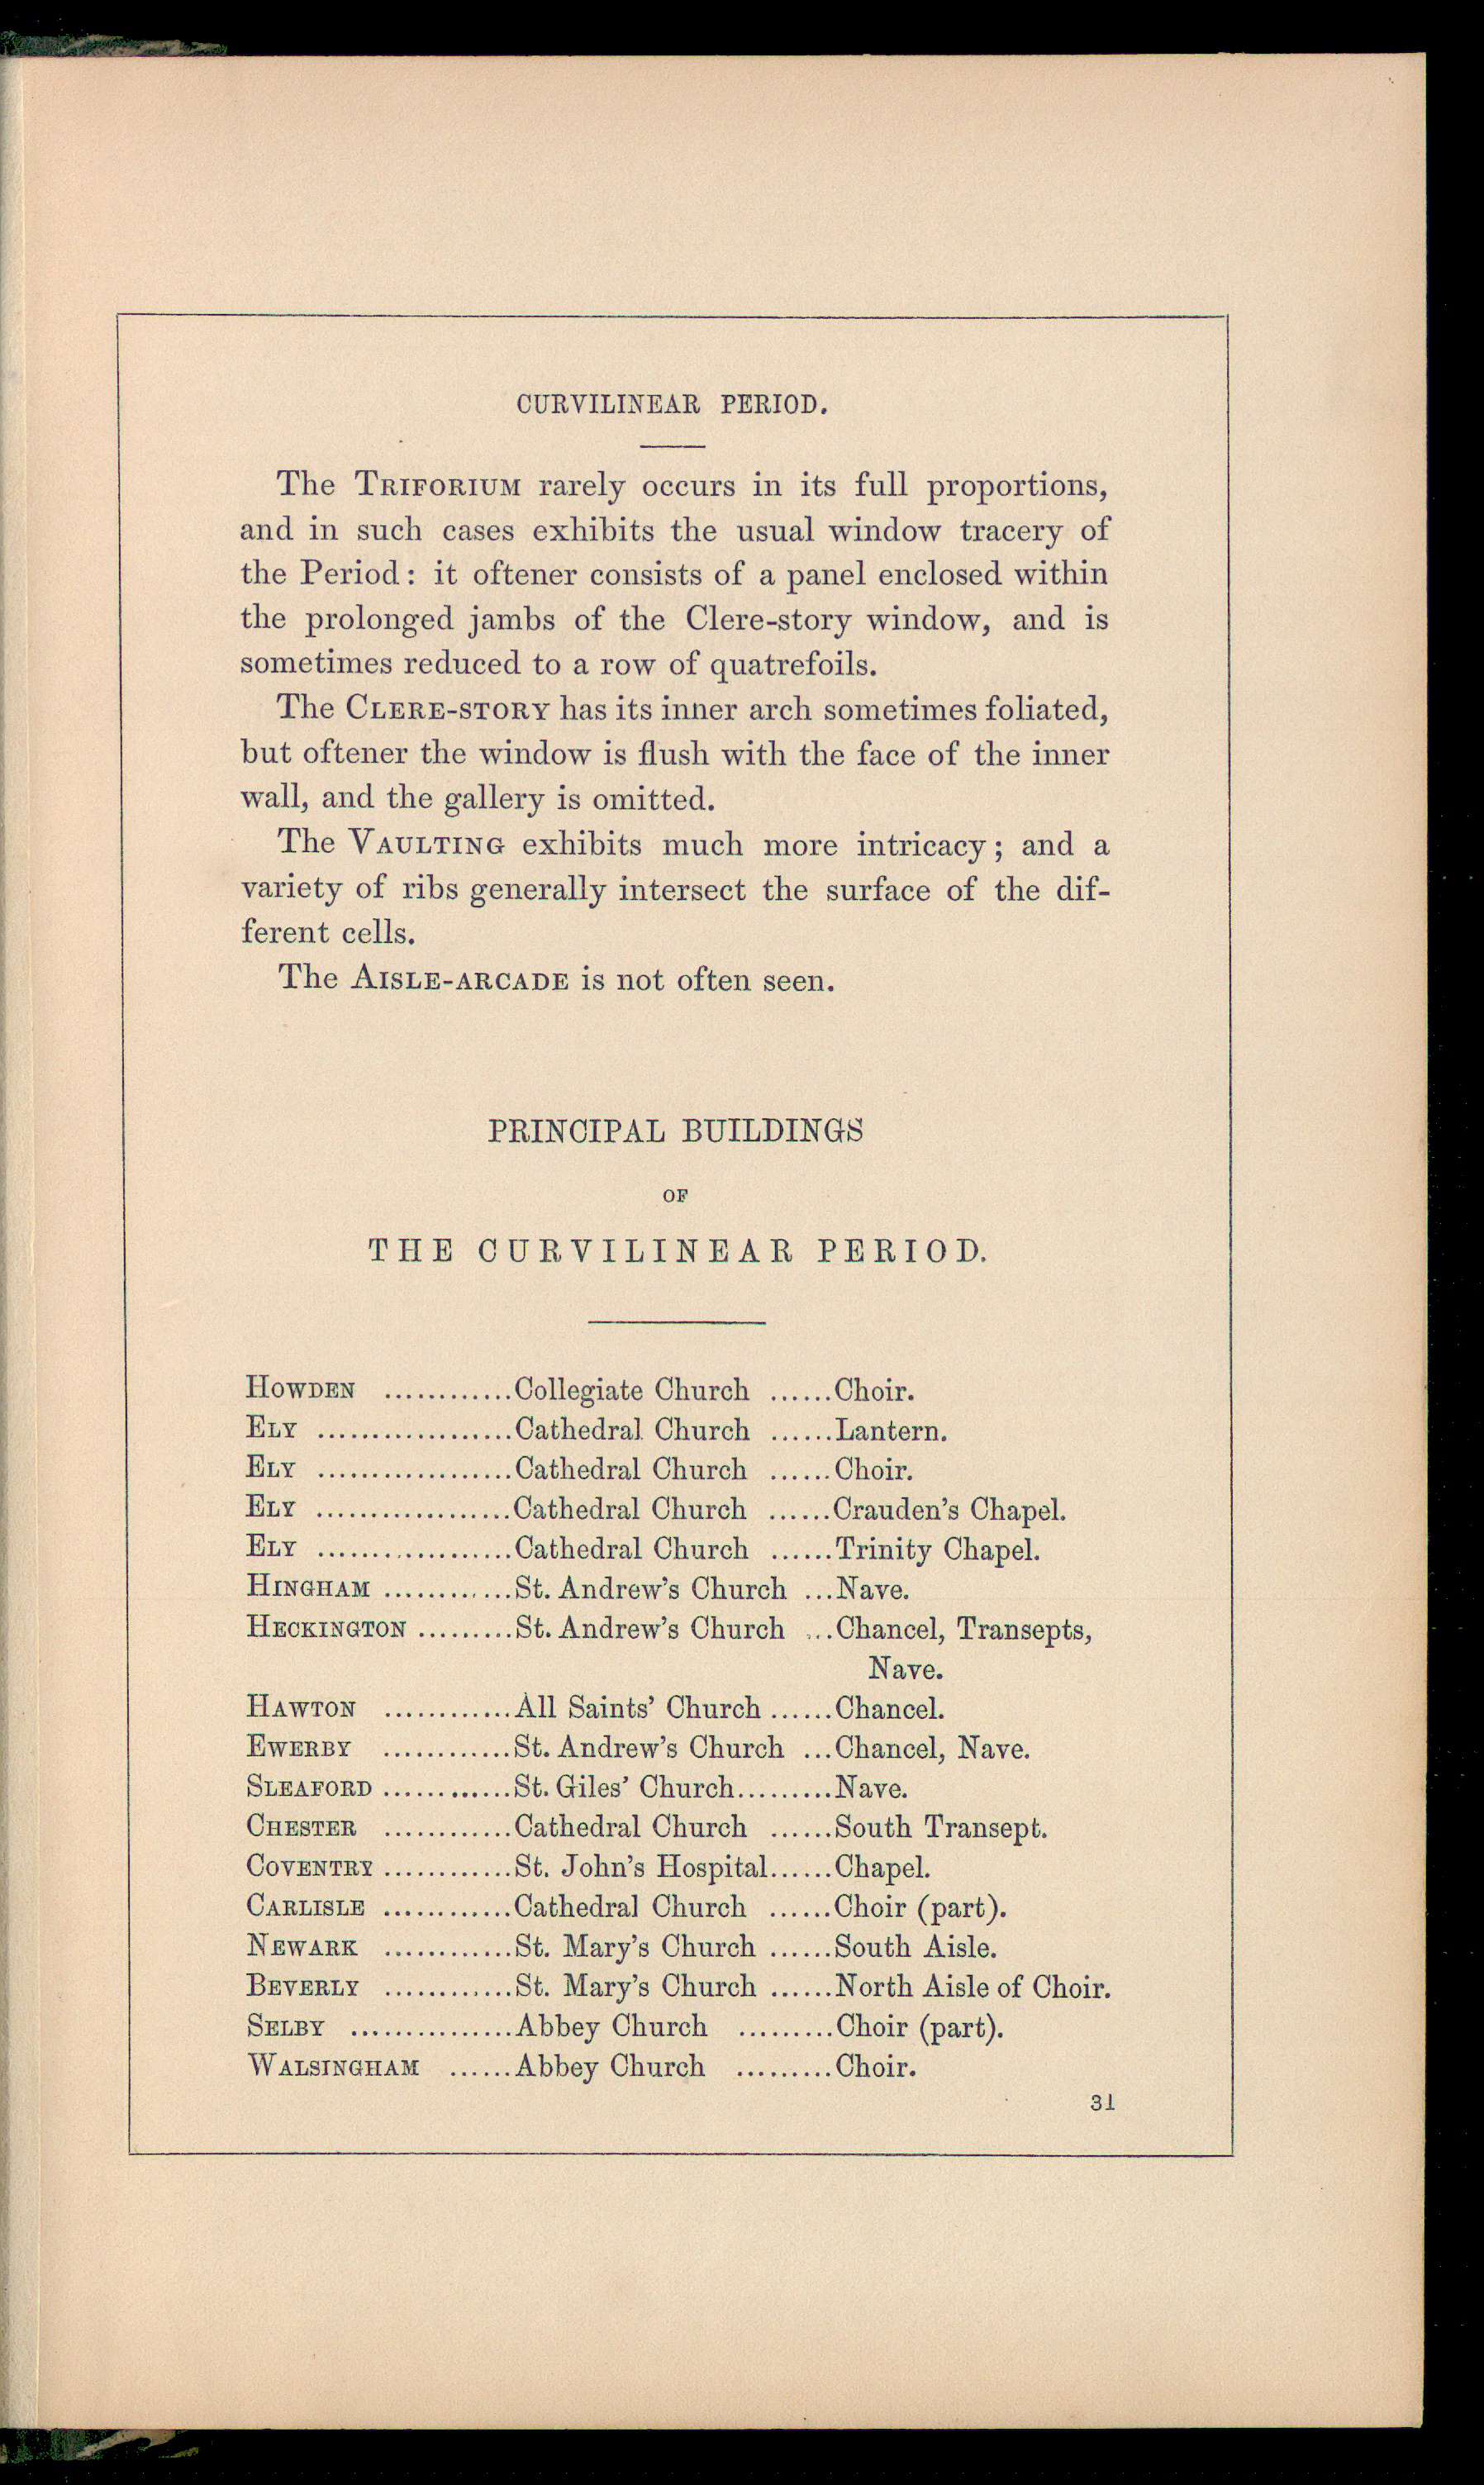 CURVILINEAR PERIOD.
The TRIFORIUM rarely occurs in its full proportions,
and in such cases exhibits the usual window tracery of
the Period: it oftener consists of a panel enclosed within
the prolonged jambs of the Clere-story window, and is
sometimes reduced to a row of quatrefoils.
The CLERE-STORY has its inner arch sometimes foliated,
but oftener the window is flush with the face of the inner
wall, and the gallery is omitted.
The VAULTING exhibits much more intricacy; and a
variety of ribs generally intersect the surface of the dif-
ferent cells.
The AISLE-ARCADE is not often seen.
PRINCIPAL BUILDINGS
OF
THE CURVILINEAR PERIOD.
HOWDEN ............Collegiate Church ......Choir.
ELY ..................Cathedral Church ......Lantern.
ELY ..................Cathedral Church ......Choir.
ELY ..................Cathedral Church ......Crauden's Chapel.
ELY ..................Cathedral Church ......Trinity Chapel.
HINGHAM ............St. Andrew's Church ...Nave.
HECKINGTON .........St. Andrew's Church ...Chancel, Transepts,
Nave.
HAWTON ............All Saints' Church ......Chancel.
EWERBY ............St. Andrew's Church ...Chancel, Nave.
SLEAFORD ............St. Giles' Church.........Nave.
CHESTER ............Cathedral Church ......South Transept.
COVENTRY ............St. John's Hospital......Chapel.
CARLISLE ............Cathedral Church ......Choir (part).
NEWARK ............St. Mary's Church ......South Aisle.
BEVERLY ............St. Mary's Church ......North Aisle of Choir.
SELBY ...............Abbey Church .........Choir (part).
WALSINGHAM ......Abbey Church .........Choir.
31